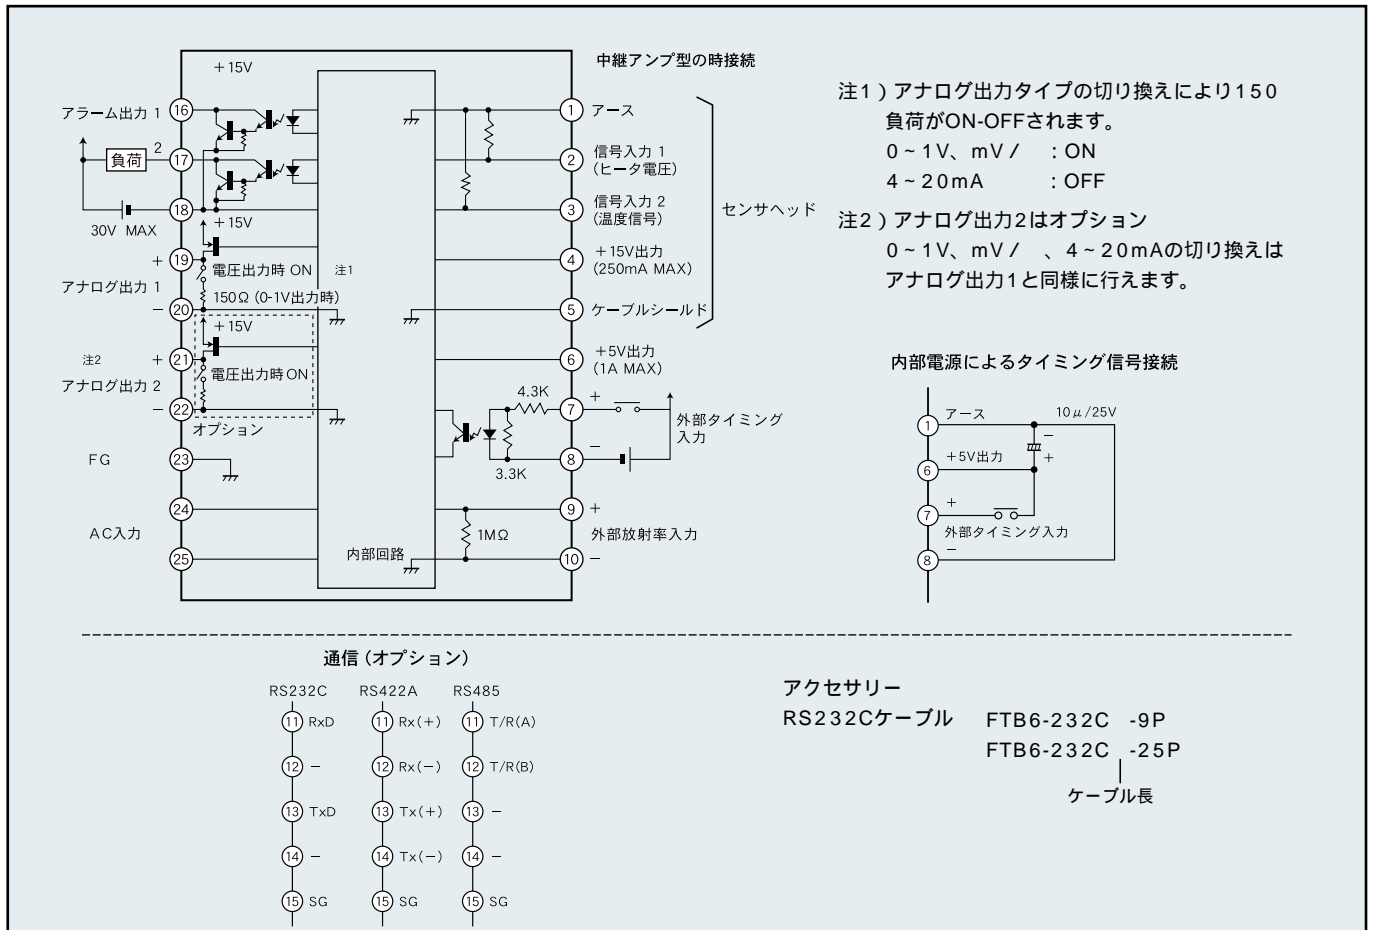 中継アンプ型の時接続
+15V
アラーム出力 1
16
負荷
2
17
18
+15V
30V MAX
+
19
電圧出力時 ON
注1
アナログ出力 1
150Ω (0-1V出力時)
−
20
+15V
注2
+
21
電圧出力時ON
アナログ出力 2
−
22
オプション
FG
23
24
AC入力
25
内部回路
1
アース
2
信号入力 1
(ヒータ電圧)
3
信号入力 2
(温度信号)
センサヘッド
4
+15V出力
(250mA MAX)
5
ケーブルシールド
6
+5V出力
(1A MAX)
4.3K
7
+
外部タイミング
入力
8
−
3.3K
9
+
1MΩ
外部放射率入力
10
−
注1)アナログ出力タイプの切り換えにより150
負荷がON-OFFされます。
0~1V、mV/ :ON
4~20mA :OFF
注2)アナログ出力2はオプション
0~1V、mV/ 、4~20mAの切り換えは
アナログ出力1と同様に行えます。
内部電源によるタイミング信号接続
1
アース
10μ/25V
−
+
6
+5V出力
7
+
外部タイミング入力
8
−
通信(オプション)
RS232C RS422A RS485
11 RxD 11 Rx(+) 11 T/R(A)
12 − 12 Rx(−) 12 T/R(B)
13 TxD 13 Tx(+) 13 −
14 − 14 Tx(−) 14 −
15 SG 15 SG 15 SG
アクセサリー
RS232Cケーブル FTB6-232C -9P
FTB6-232C -25P
ケーブル長